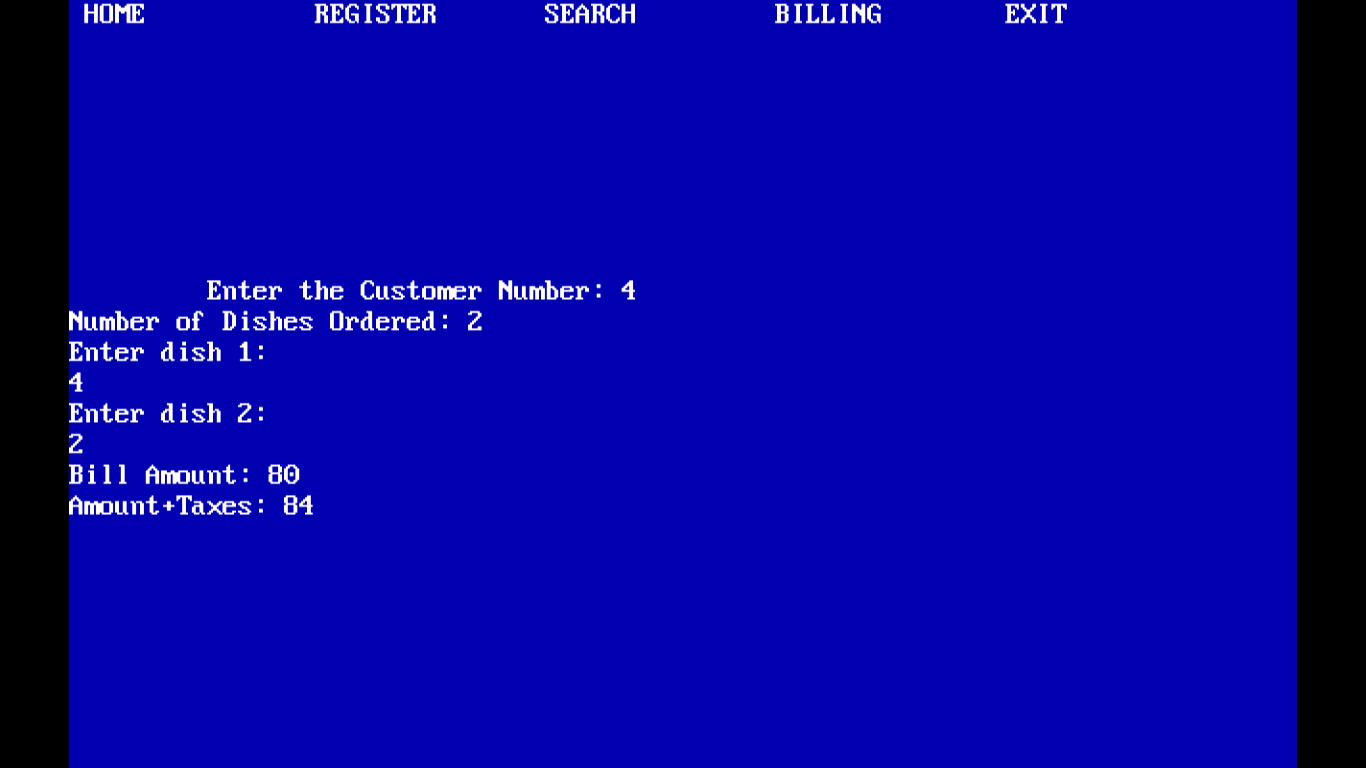 HOME REGISTER SEARCH BILLING EXIT
Enter the Customer Number: 4
Number of Dishes Ordered: 2
Enter dish 1:
4
Enter dish 2:
2
Bill Amount: 80
Amount+Taxes: 84